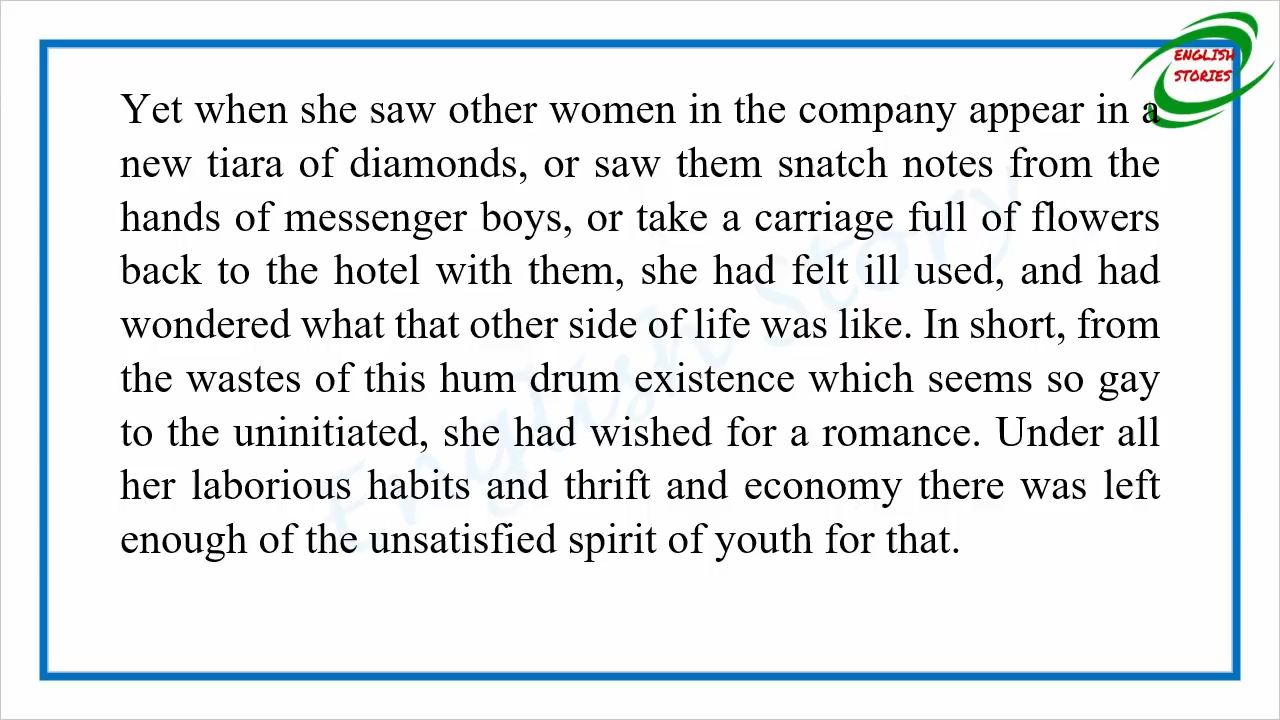 ENGLISH
STORIES
Yet when she saw other women in the company appear in a
new tiara of diamonds, or saw them snatch notes from the
hands of messenger boys, or take a carriage full of flowers
back to the hotel with them, she had felt ill used, and had
wondered what that other side of life was like. In short, from
the wastes of this hum drum existence which seems so gay
to the uninitiated, she had wished for a romance. Under all
her laborious habits and thrift and economy there was left
enough of the unsatisfied spirit of youth for that.
English Story